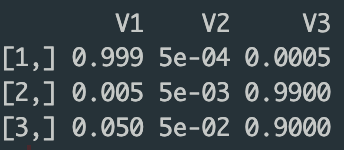 V1 V2 V3
[1,] 0.999 5e-04 0.0005
[2,] 0.005 5e-03 0.9900
[3,] 0.050 5e-02 0.9000